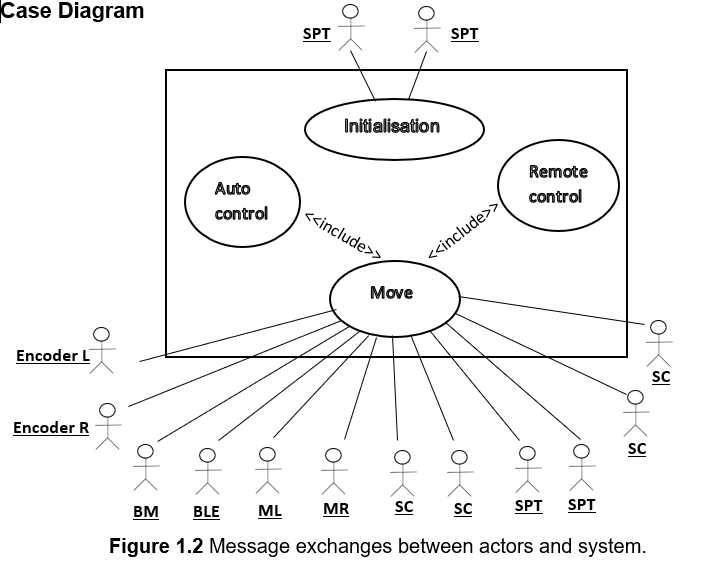 Case Diagram
SPT
SPT
Initialisation
Auto
control
Remote
control
<<include>>
<<include>>
Move
Encoder L
SC
Encoder R
SC
BM
BLE
ML
MR
SC
SC
SPT
SPT
Figure 1.2 Message exchanges between actors and system.